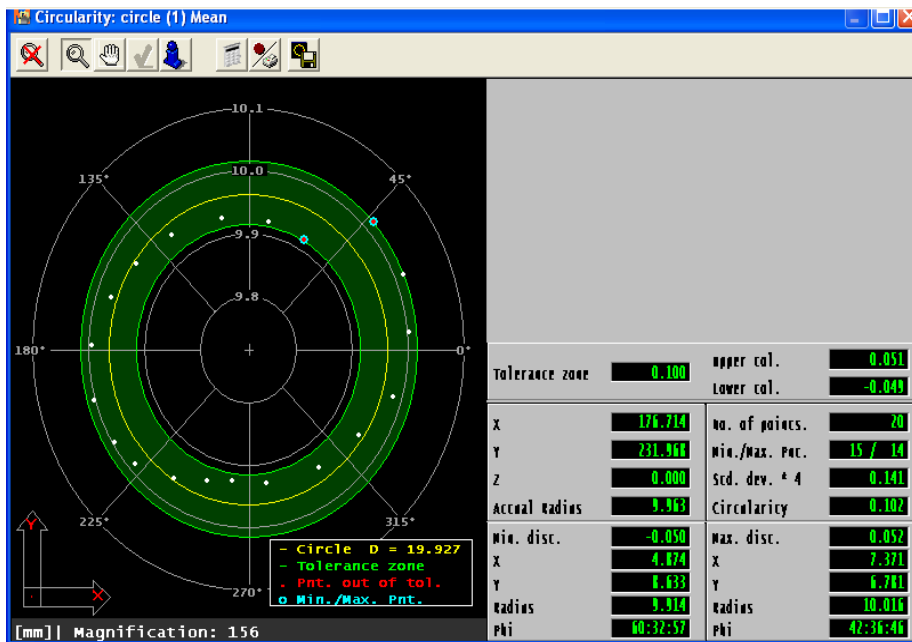 Circularity: circle (1) Mean
10.1
10.0
9.9
9.8
135°
45°
180°
0°
225°
315°
270°
Y
X
– Circle D = 19.927
– Tolerance zone
. Pnt. out of tol.
o Min./Max. Pnt.
[mm]| Magnification: 156
Tolerance zone 0.100
upper cal. 0.051
Lower cal. -0.049
X 176.714
Y 231.968
Z 0.000
Actual Radius 9.963
No. of points. 20
Min./Max. Pnt. 15 / 14
Std. dev. * 4 0.141
Circularity 0.102
Min. disc. -0.050
X 4.874
Y 8.633
Radius 9.914
Phi 60:32:57
Max. disc. 0.052
X 7.371
Y 6.781
Radius 10.016
Phi 42:36:46